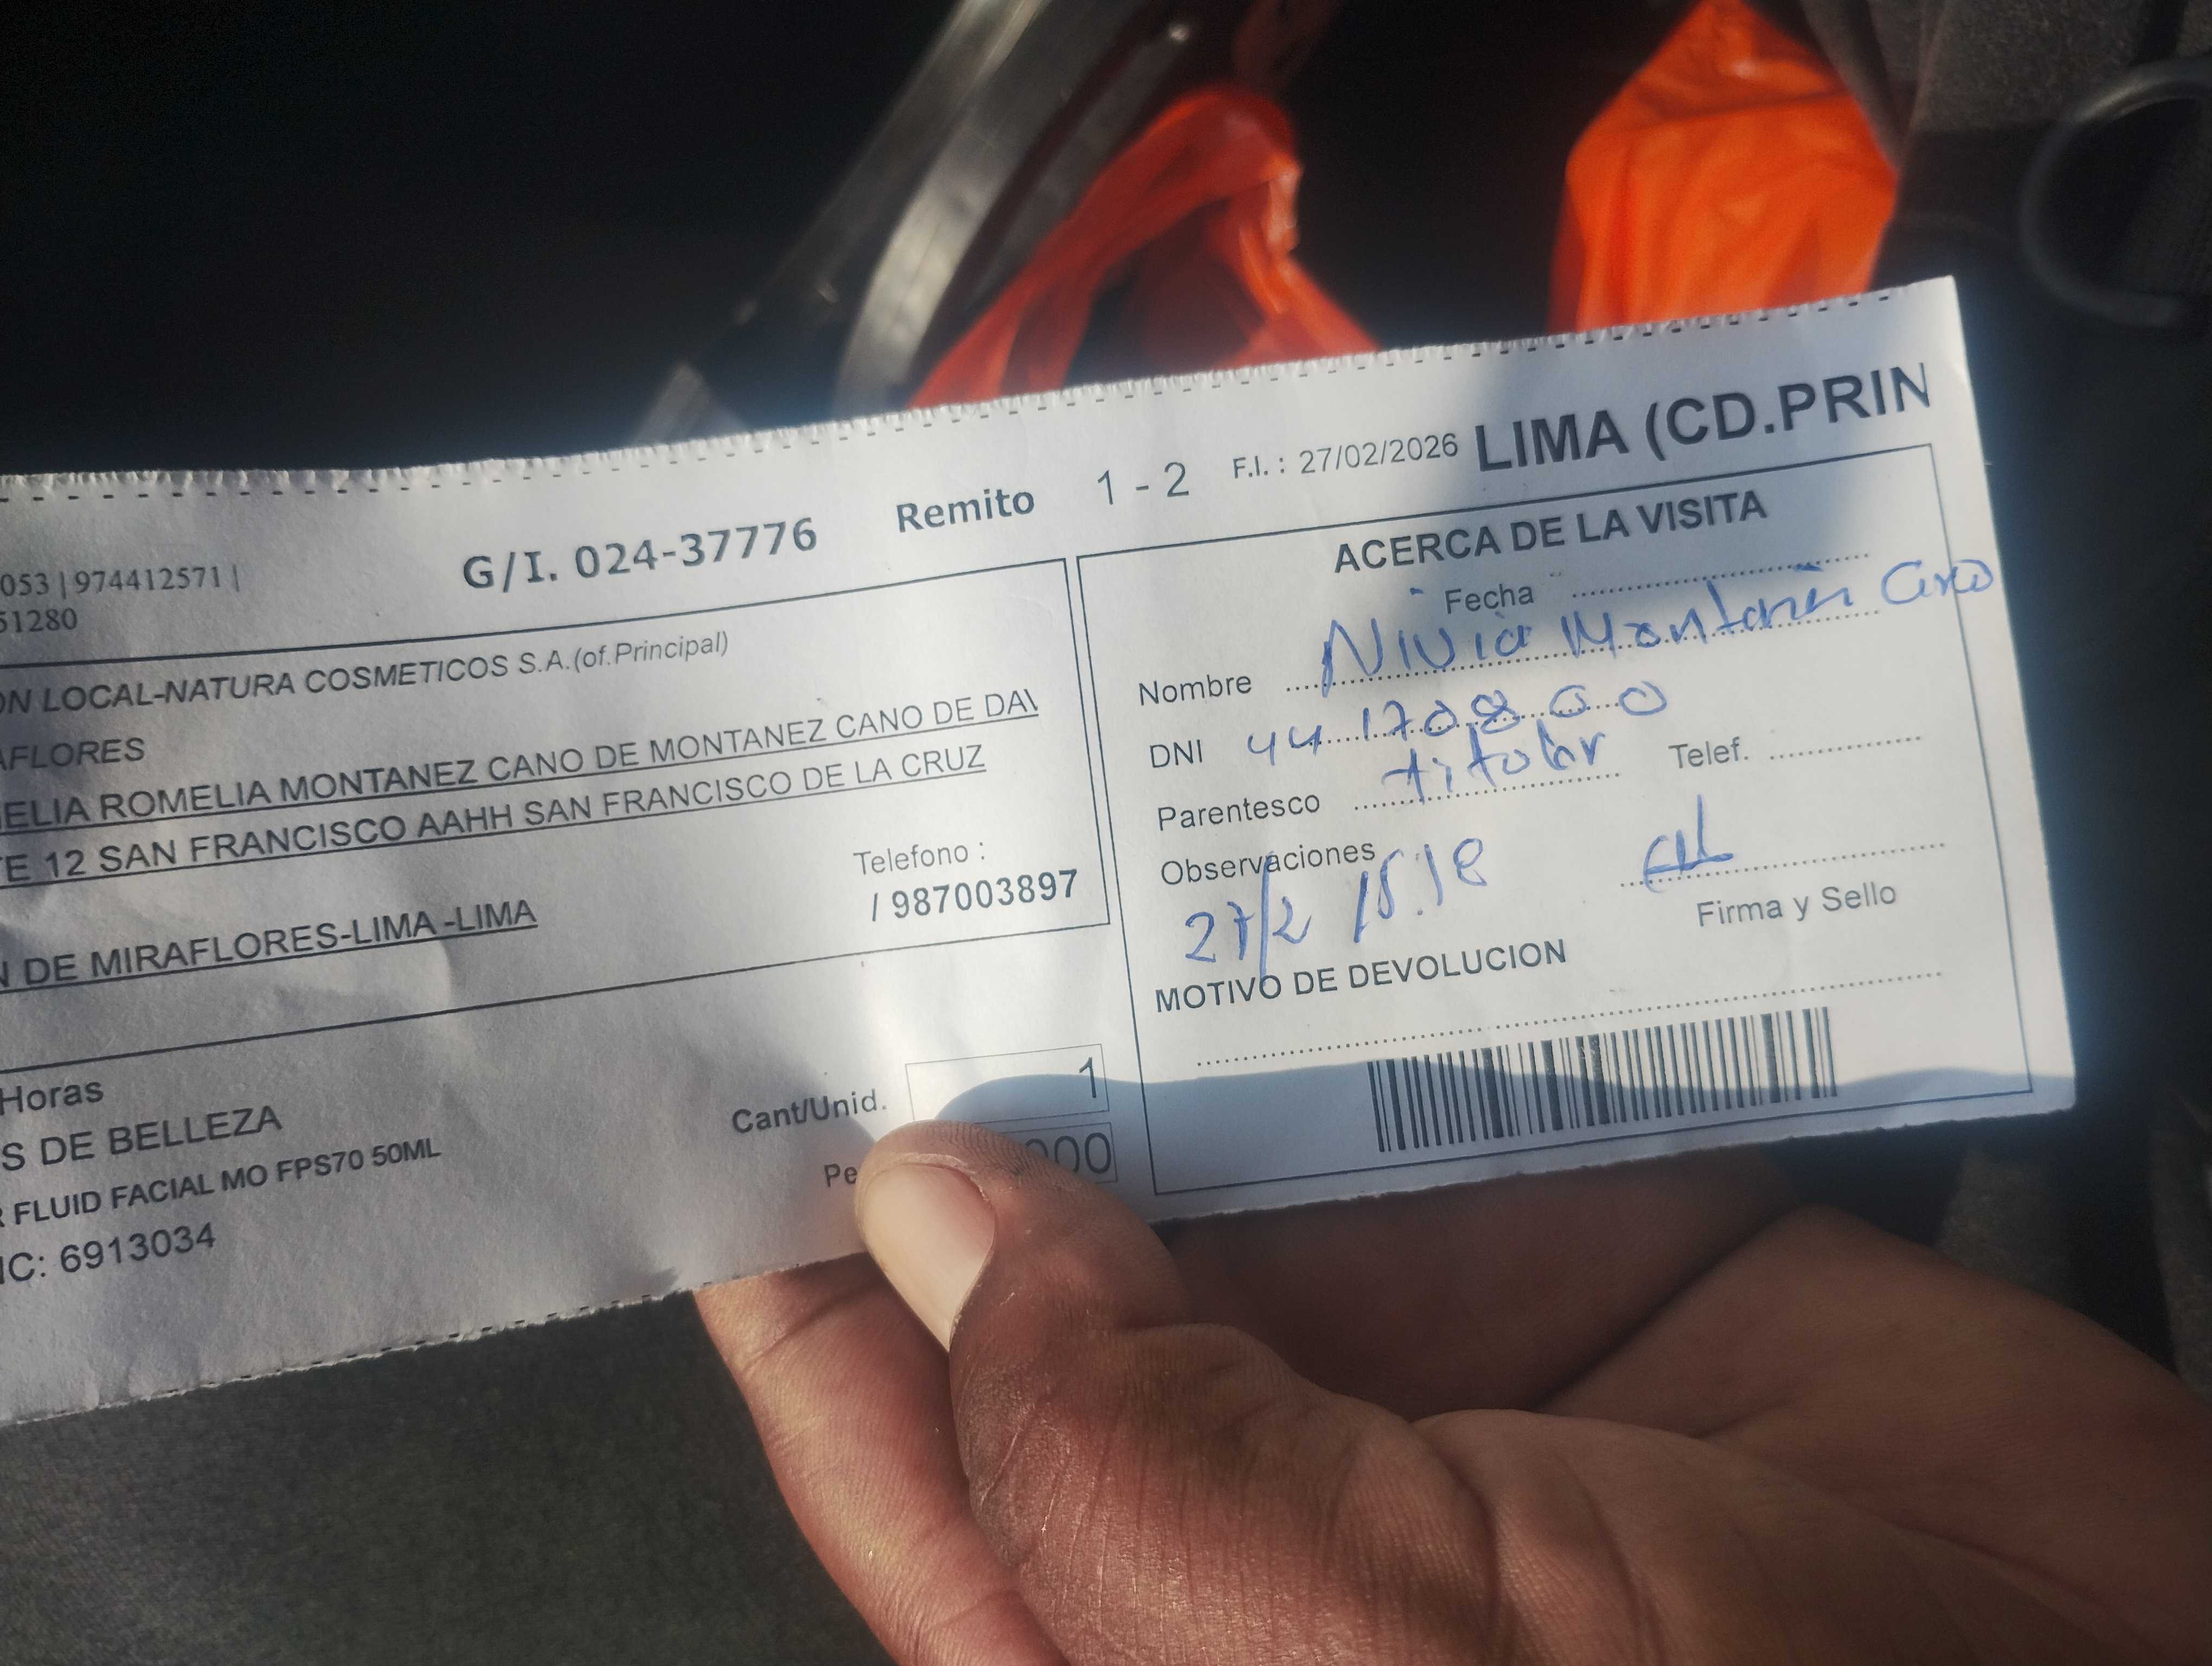 053 | 974412571 |
51280
G/I. 024-37776
Remito 1 - 2 F.I. : 27/02/2026 LIMA (CD.PRIN
ON LOCAL-NATURA COSMETICOS S.A.(of.Principal)
AFLORES
ELIA ROMELIA MONTANEZ CANO DE MONTANEZ CANO DE DAV
TE 12 SAN FRANCISCO AAHH SAN FRANCISCO DE LA CRUZ
Telefono :
/ 987003897
N DE MIRAFLORES-LIMA -LIMA
Horas
S DE BELLEZA
R FLUID FACIAL MO FPS70 50ML
IC: 6913034
Cant/Unid. 1
Pe 000
ACERCA DE LA VISITA
Fecha
Nombre Nivia Montañez Cano
DNI 44170800
Parentesco titular Telef.
Observaciones
27/2 15.18
Firma y Sello
MOTIVO DE DEVOLUCION